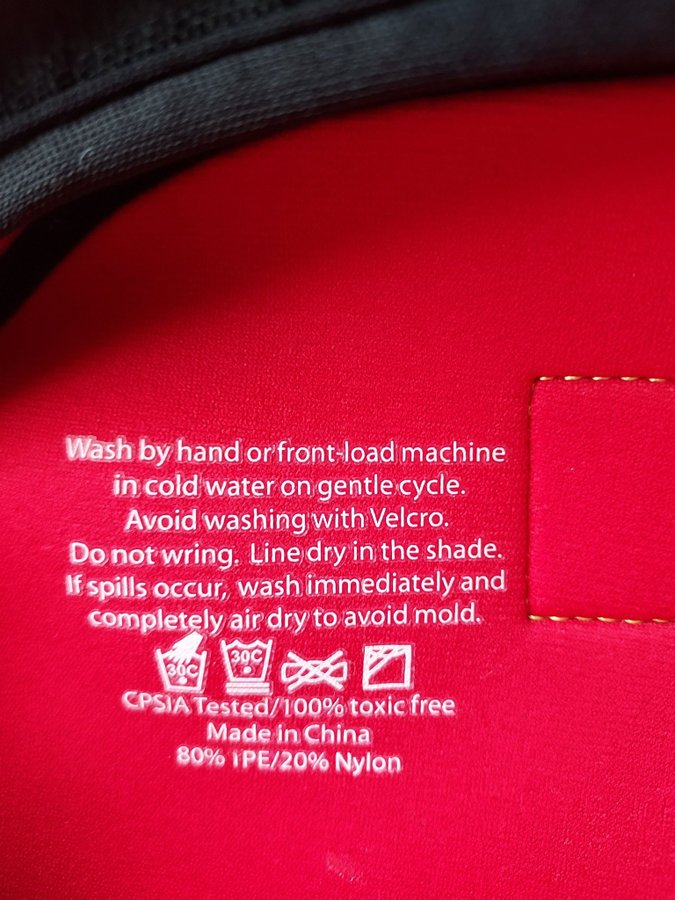 Wash by hand or front-load machine
in cold water on gentle cycle.
Avoid washing with Velcro.
Do not wring. Line dry in the shade.
If spills occur, wash immediately and
completely air dry to avoid mold.
30C 30C
CPSIA Tested/100% toxic free
Made in China
80% TPE/20% Nylon